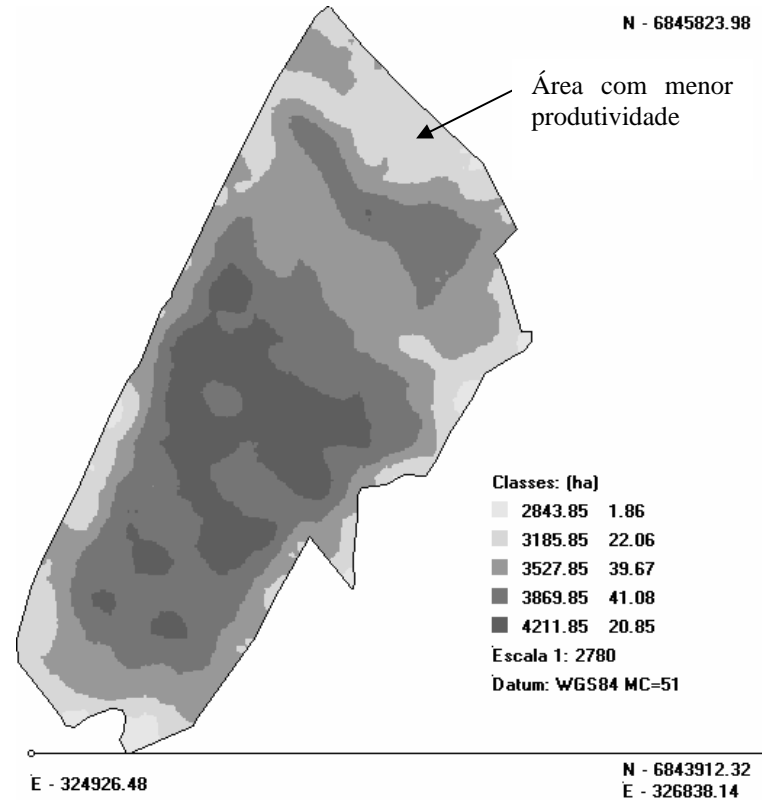 N - 6845823.98
Área com menor
produtividade
Classes: (ha)
2843.85 1.86
3185.85 22.06
3527.85 39.67
3869.85 41.08
4211.85 20.85
Escala 1: 2780
Datum: WGS84 MC=51
E - 324926.48
N - 6843912.32
E - 326838.14